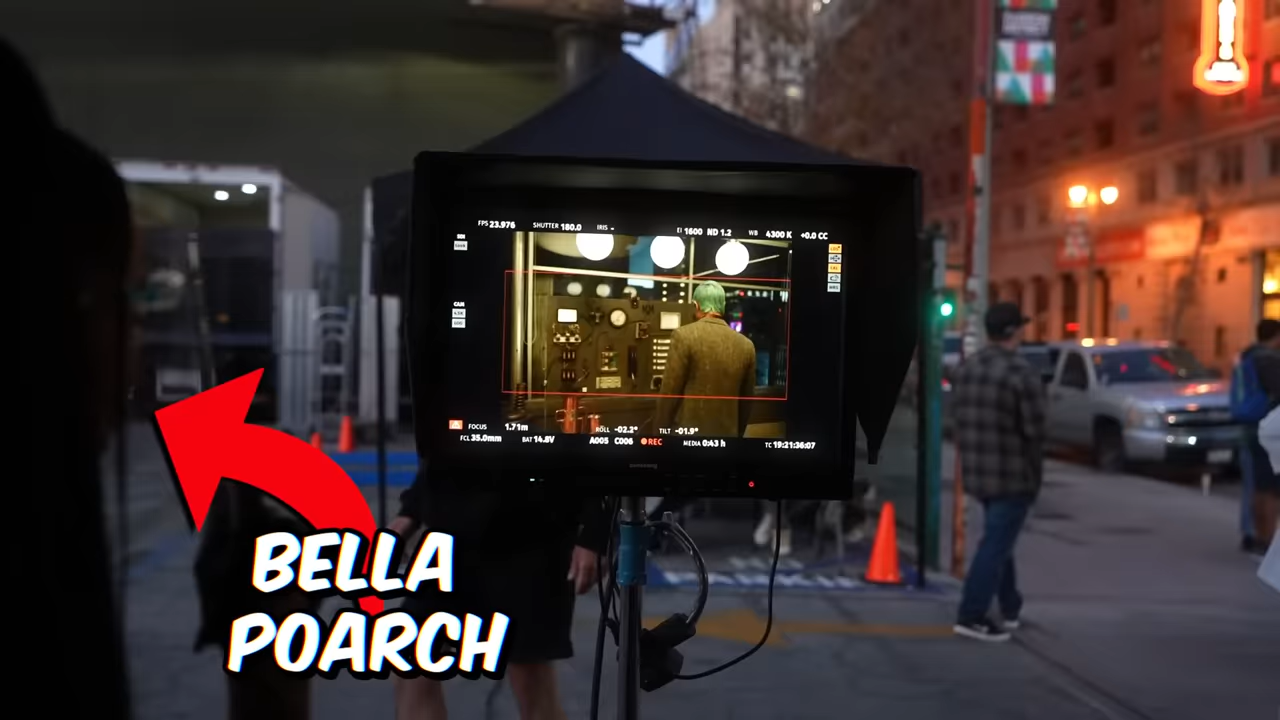 FPS 23.976 SHUTTER 180.0 IRIS - EI 1600 ND 1.2 WB 4300 K +0.0 CC
CAM
FOCUS 1.71m ROLL -02.2° TILT -01.9°
FCL 35.0mm BAT 14.8V A005 C006 REC MEDIA 0:43 h TC 19:21:36:07
BELLA
POARCH